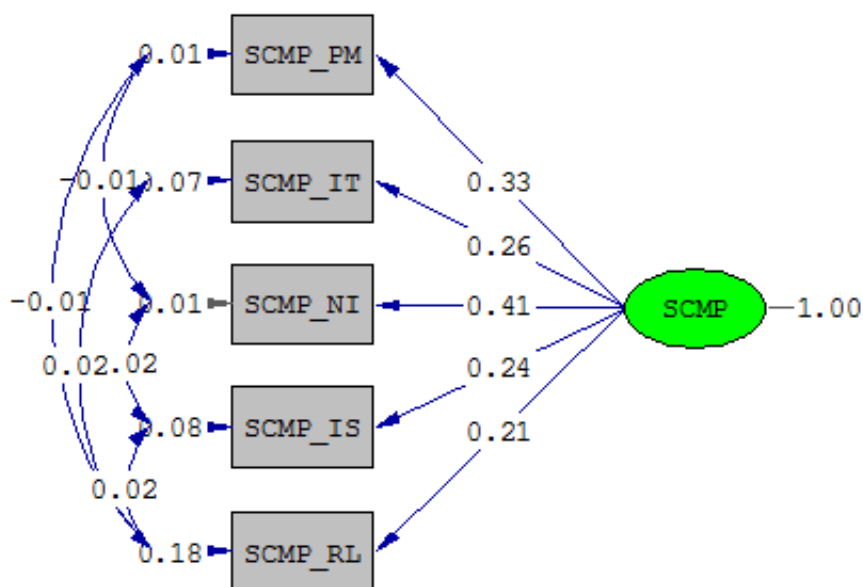 0.01 SCMP_PM
-0.01 0.07 SCMP_IT 0.33
0.26
-0.01 0.01 SCMP_NI 0.41 SCMP 1.00
0.02 .02 0.24
0.08 SCMP_IS 0.21
0.02
0.18 SCMP_RL